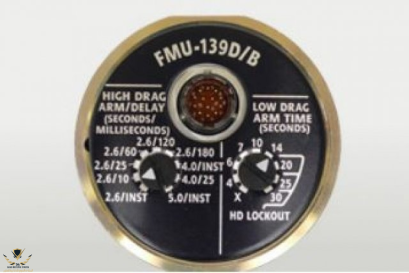 FMU-139D/B
HIGH DRAG
ARM/DELAY
(SECONDS/
MILLISECONDS)
2.6/120
2.6/60
2.6/180
2.6/25
4.0/INST
2.6/10
4.0/25
2.6/INST
5.0/INST
LOW DRAG
ARM TIME
(SECONDS)
10
7
14
6
20
4
25
X
30
HD LOCKOUT